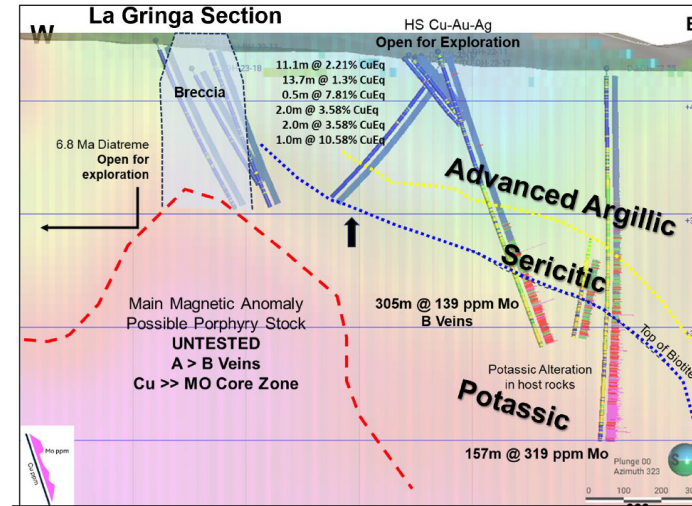 La Gringa Section
W
E
HS Cu-Au-Ag
Open for Exploration
11.1m @ 2.21% CuEq
13.7m @ 1.3% CuEq
0.5m @ 7.81% CuEq
2.0m @ 3.58% CuEq
2.0m @ 3.58% CuEq
1.0m @ 10.58% CuEq
Breccia
6.8 Ma Diatreme
Open for
exploration
Advanced Argillic
Sericitic
Top of Biotite
305m @ 139 ppm Mo
B Veins
Main Magnetic Anomaly
Possible Porphyry Stock
UNTESTED
A > B Veins
Cu >> MO Core Zone
Potassic Alteration
in host rocks
Potassic
157m @ 319 ppm Mo
Mo ppm
Cu ppm
Plunge 00
Azimuth 323
S
0 100 200